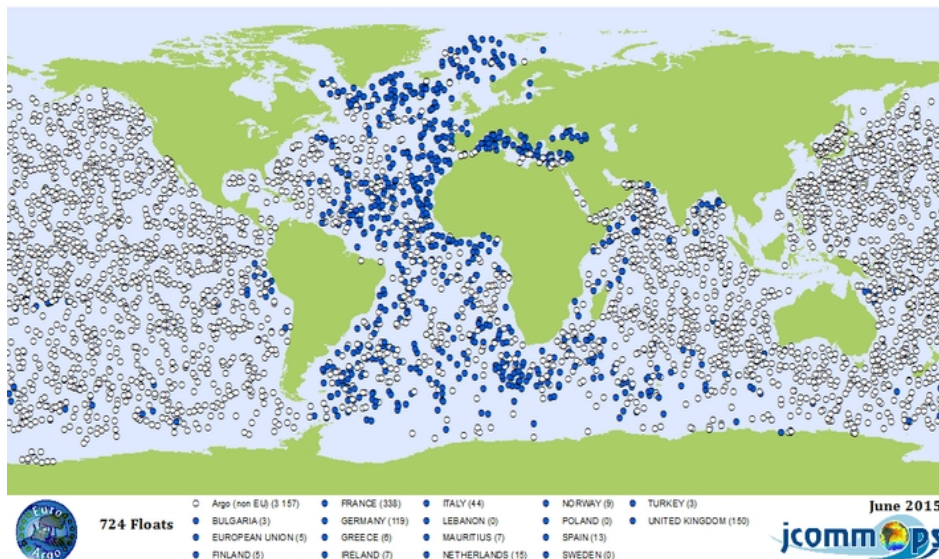 Euro
Argo
724 Floats
Argo (non EU) (3 157)
BULGARIA (3)
EUROPEAN UNION (5)
FINLAND (5)
FRANCE (338)
GERMANY (119)
GREECE (6)
IRELAND (7)
ITALY (44)
LEBANON (0)
MAURITIUS (7)
NETHERLANDS (15)
NORWAY (9)
POLAND (0)
SPAIN (13)
SWEDEN (0)
TURKEY (3)
UNITED KINGDOM (150)
June 2015
jcommops